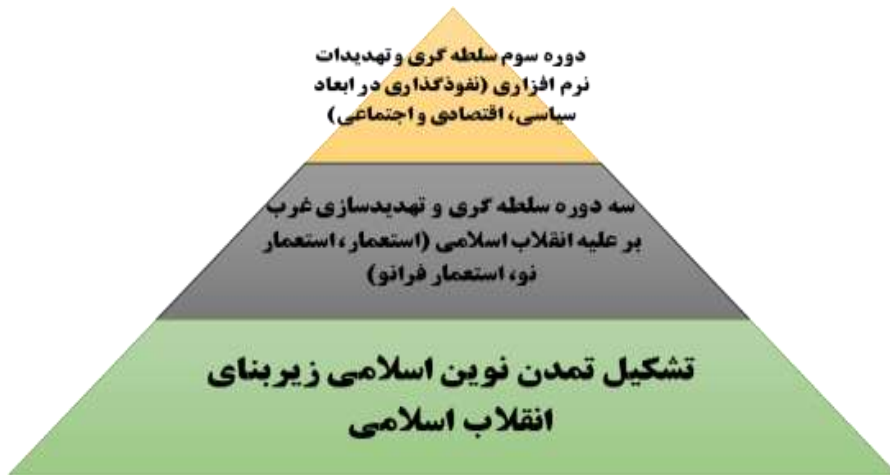 دوره سوم سلطه گری و تهدیدات
نرم افزاری (نفوذگذاری در ابعاد
سیاسی، اقتصادی و اجتماعی)
سه دوره سلطه گری و تهدیدسازی غرب
بر علیه انقلاب اسلامی (استعمار، استعمار
نو، استعمار فرانو)
تشکیل تمدن نوین اسلامی زیربنای
انقلاب اسلامی